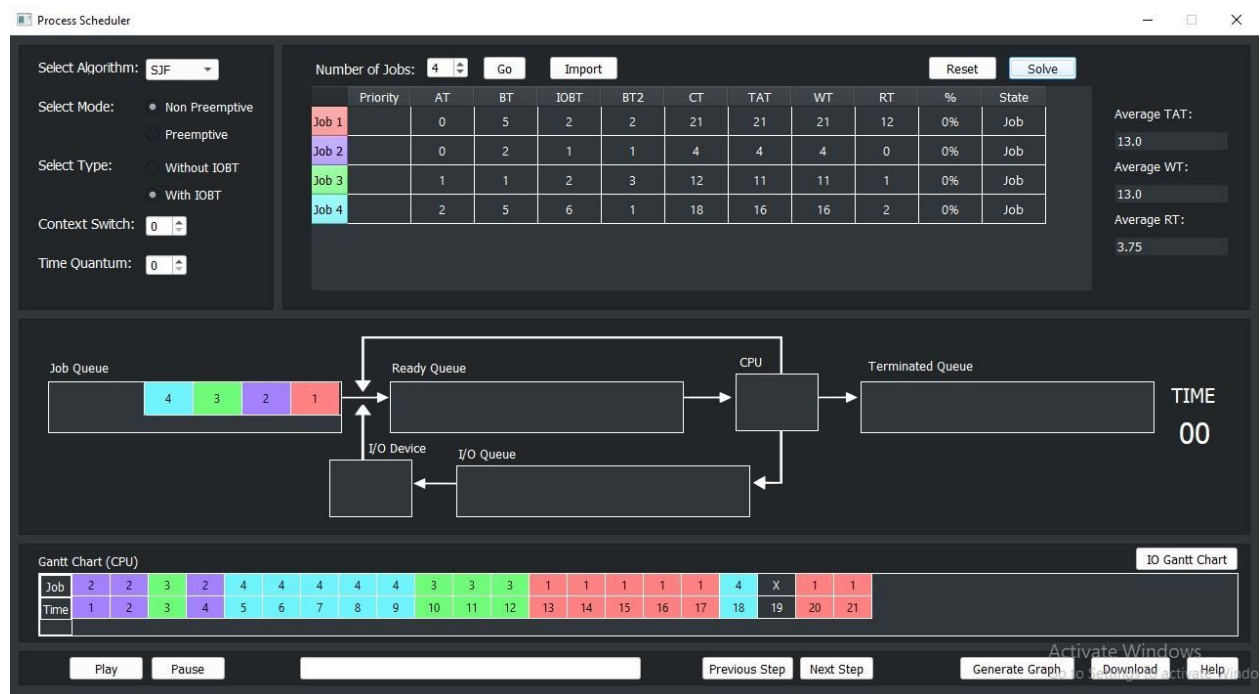 Process Scheduler
Select Algorithm: SJF
Select Mode: Non Preemptive
Preemptive
Select Type: Without IOBT
With IOBT
Context Switch: 0
Time Quantum: 0
Number of Jobs: 4 Go Import Reset Solve
Priority AT BT IOBT BT2 CT TAT WT RT % State
Job 1 0 5 2 2 21 21 21 12 0% Job
Job 2 0 2 1 1 4 4 4 0 0% Job
Job 3 1 1 2 3 12 11 11 1 0% Job
Job 4 2 5 6 1 18 16 16 2 0% Job
Average TAT:
13.0
Average WT:
13.0
Average RT:
3.75
Job Queue Ready Queue CPU Terminated Queue
4 3 2 1
TIME
00
I/O Device I/O Queue
Gantt Chart (CPU) IO Gantt Chart
Job 2 2 3 2 4 4 4 4 4 3 3 3 1 1 1 1 1 4 X 1 1
Time 1 2 3 4 5 6 7 8 9 10 11 12 13 14 15 16 17 18 19 20 21
Play Pause Previous Step Next Step Generate Graph Download Help
Activate Windows
Go to Settings to activate Windo